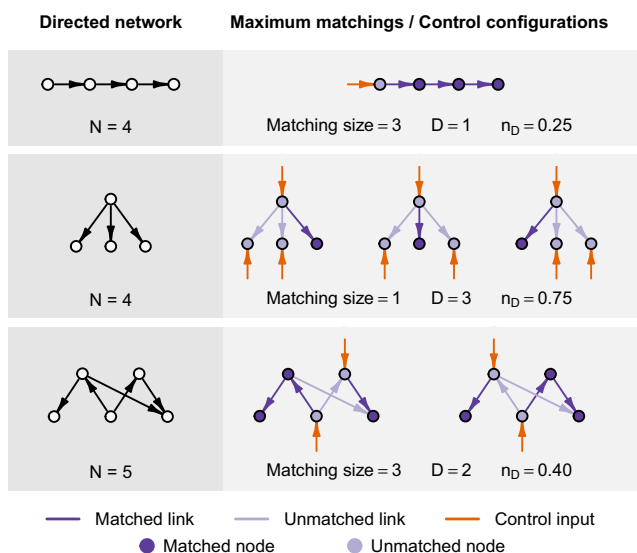 Directed network
Maximum matchings / Control configurations
N = 4
Matching size = 3 D = 1 n_D = 0.25
N = 4
Matching size = 1 D = 3 n_D = 0.75
N = 5
Matching size = 3 D = 2 n_D = 0.40
Matched link Unmatched link Control input
Matched node Unmatched node